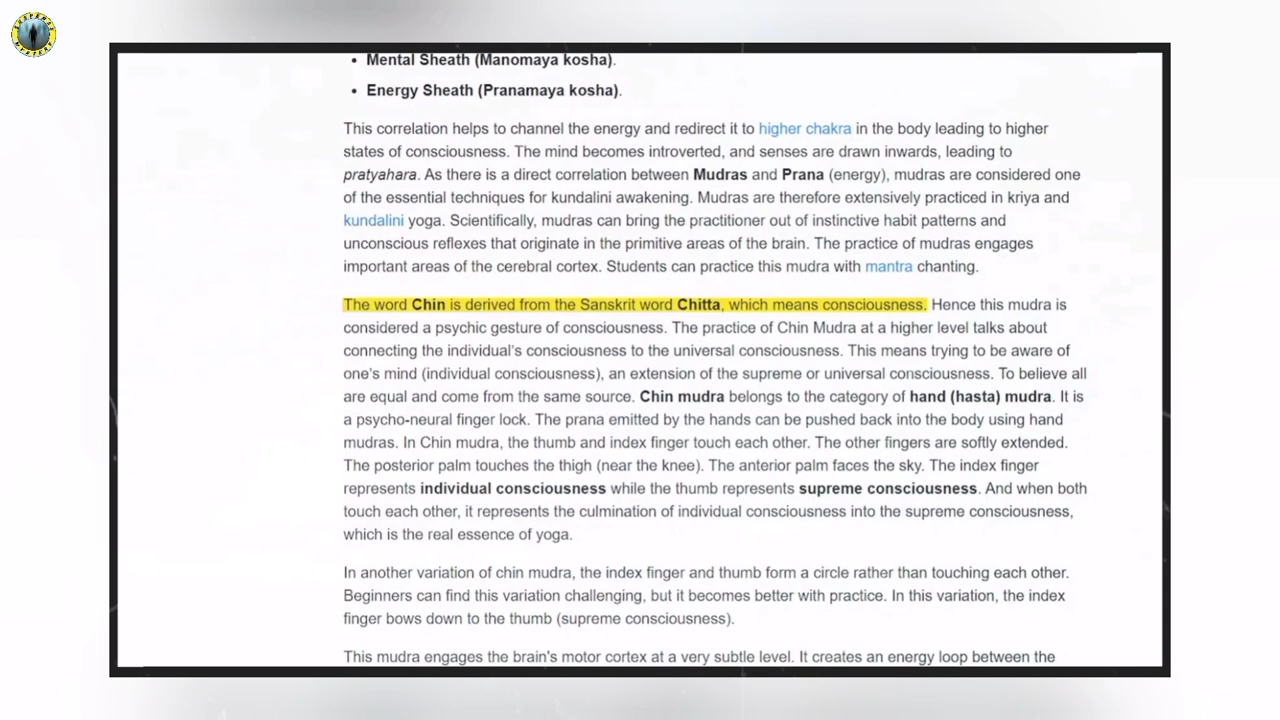 Mental Sheath (Manomaya kosha).
Energy Sheath (Pranamaya kosha).
This correlation helps to channel the energy and redirect it to higher chakra in the body leading to higher
states of consciousness. The mind becomes introverted, and senses are drawn inwards, leading to
pratyahara. As there is a direct correlation between Mudras and Prana (energy), mudras are considered one
of the essential techniques for kundalini awakening. Mudras are therefore extensively practiced in kriya and
kundalini yoga. Scientifically, mudras can bring the practitioner out of instinctive habit patterns and
unconscious reflexes that originate in the primitive areas of the brain. The practice of mudras engages
important areas of the cerebral cortex. Students can practice this mudra with mantra chanting.
The word Chin is derived from the Sanskrit word Chitta, which means consciousness. Hence this mudra is
considered a psychic gesture of consciousness. The practice of Chin Mudra at a higher level talks about
connecting the individual's consciousness to the universal consciousness. This means trying to be aware of
one's mind (individual consciousness), an extension of the supreme or universal consciousness. To believe all
are equal and come from the same source. Chin mudra belongs to the category of hand (hasta) mudra. It is
a psycho-neural finger lock. The prana emitted by the hands can be pushed back into the body using hand
mudras. In Chin mudra, the thumb and index finger touch each other. The other fingers are softly extended.
The posterior palm touches the thigh (near the knee). The anterior palm faces the sky. The index finger
represents individual consciousness while the thumb represents supreme consciousness. And when both
touch each other, it represents the culmination of individual consciousness into the supreme consciousness,
which is the real essence of yoga.
In another variation of chin mudra, the index finger and thumb form a circle rather than touching each other.
Beginners can find this variation challenging, but it becomes better with practice. In this variation, the index
finger bows down to the thumb (supreme consciousness).
This mudra engages the brain's motor cortex at a very subtle level. It creates an energy loop between the